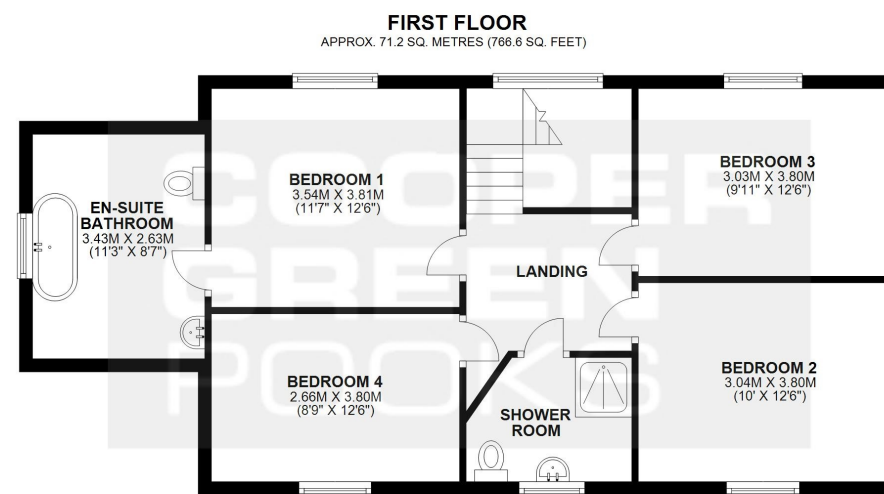 FIRST FLOOR
APPROX. 71.2 SQ. METRES (766.6 SQ. FEET)
BEDROOM 1
3.54M X 3.81M
(11'7" X 12'6")
BEDROOM 3
3.03M X 3.80M
(9'11" X 12'6")
EN-SUITE
BATHROOM
3.43M X 2.63M
(11'3" X 8'7")
LANDING
BEDROOM 4
2.66M X 3.80M
(8'9" X 12'6")
BEDROOM 2
3.04M X 3.80M
(10' X 12'6")
SHOWER
ROOM
COOPER
GREEN
POOKS